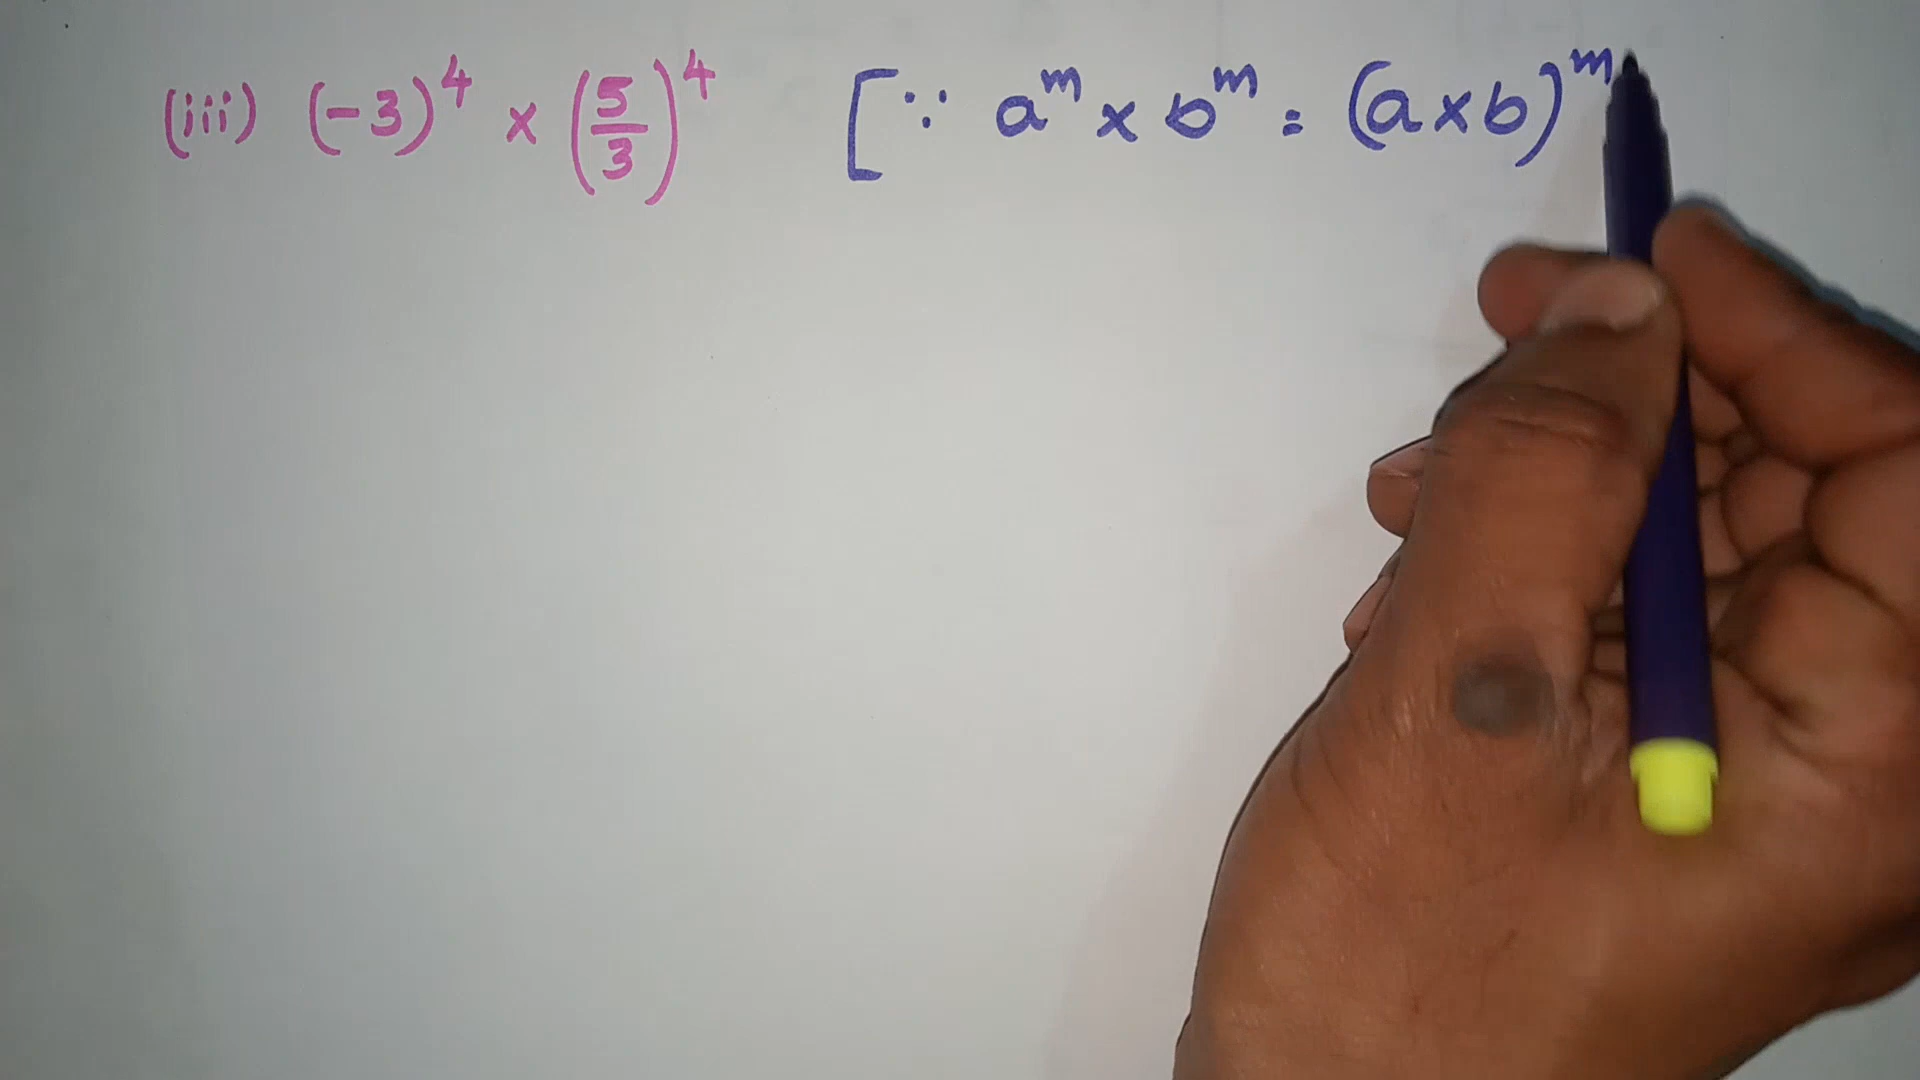 (iii) (-3)⁴ × (5/3)⁴ [∵ aᵐ × bᵐ = (a×b)ᵐ